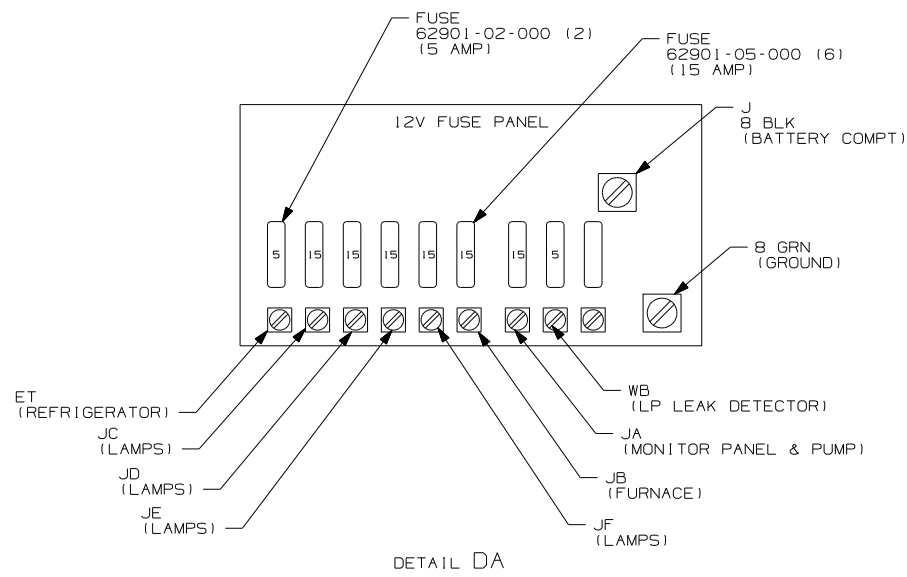 FUSE
62901-02-000 (2)
(5 AMP)
FUSE
62901-05-000 (6)
(15 AMP)
12V FUSE PANEL
J
8 BLK
(BATTERY COMPT)
5
15
15
15
15
15
15
5
8 GRN
(GROUND)
ET
(REFRIGERATOR)
JC
(LAMPS)
JD
(LAMPS)
JE
(LAMPS)
WB
(LP LEAK DETECTOR)
JA
(MONITOR PANEL & PUMP)
JB
(FURNACE)
JF
(LAMPS)
DETAIL DA